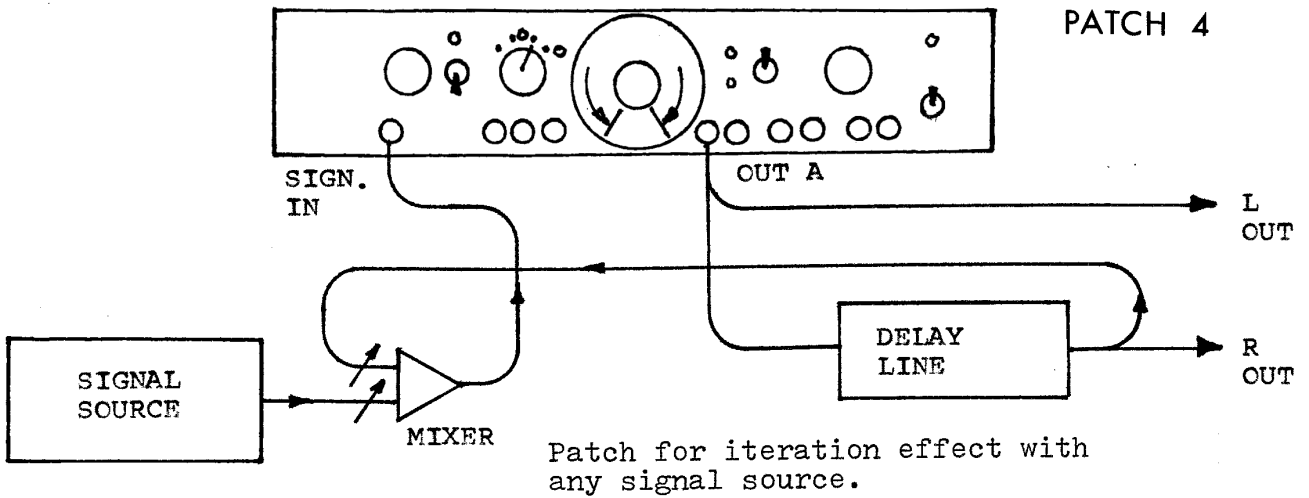 PATCH 4
SIGN.
IN
OUT A
L
OUT
DELAY
LINE
R
OUT
SIGNAL
SOURCE
MIXER
Patch for iteration effect with
any signal source.